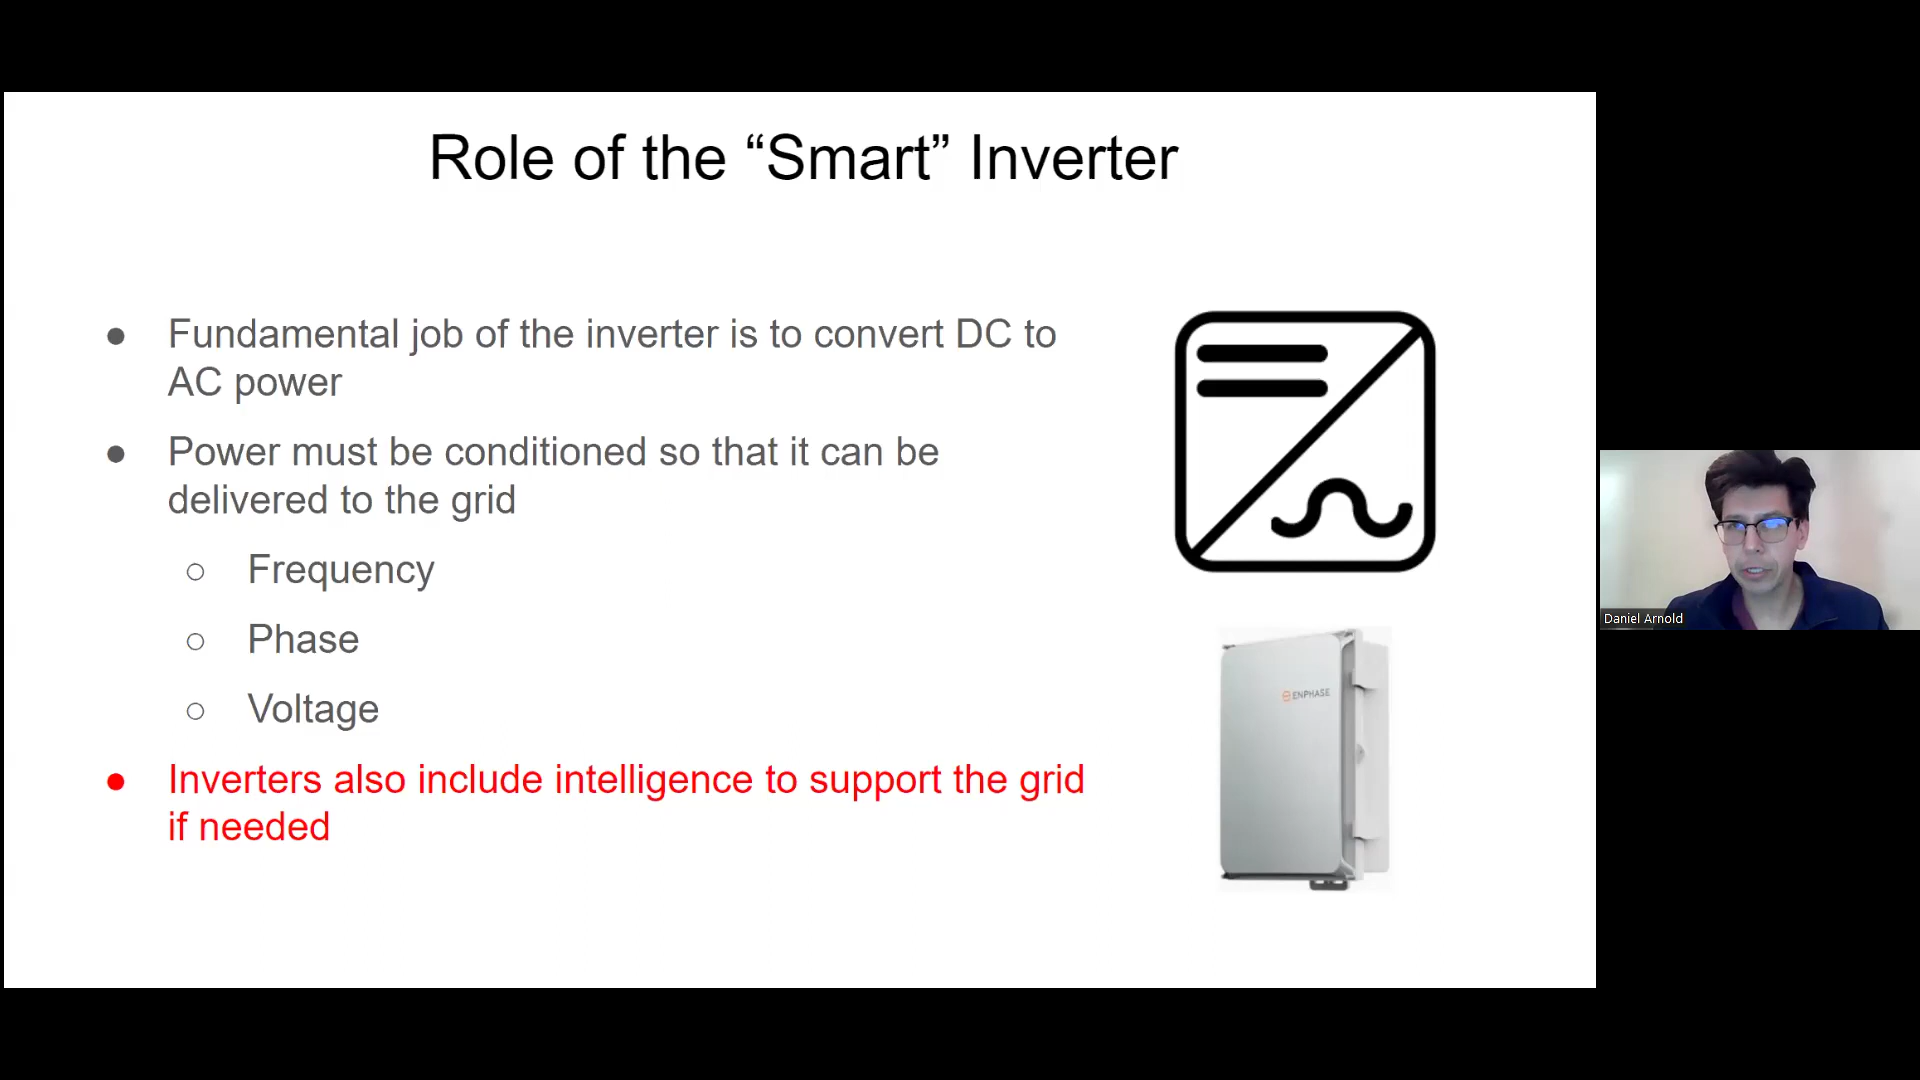 Role of the “Smart” Inverter
● Fundamental job of the inverter is to convert DC to
AC power
● Power must be conditioned so that it can be
delivered to the grid
○ Frequency
○ Phase
○ Voltage
● Inverters also include intelligence to support the grid
if needed
ENPHASE
Daniel Arnold